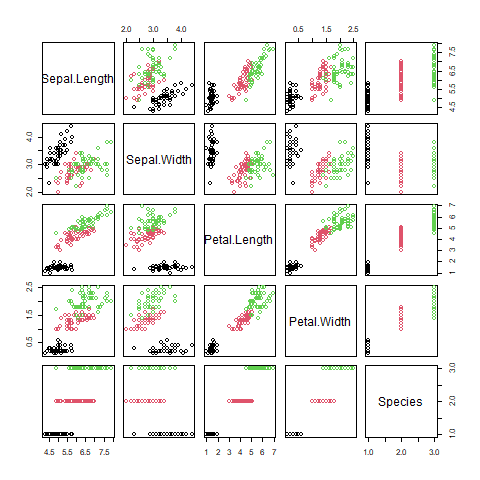 2.0 3.0 4.0
0.5 1.5 2.5
Sepal.Length
4.5 5.5 6.5 7.5
2.0 3.0 4.0
Sepal.Width
Petal.Length
1 2 3 4 5 6 7
0.5 1.5 2.5
Petal.Width
Species
1.0 2.0 3.0
4.5 5.5 6.5 7.5
1 2 3 4 5 6 7
1.0 2.0 3.0